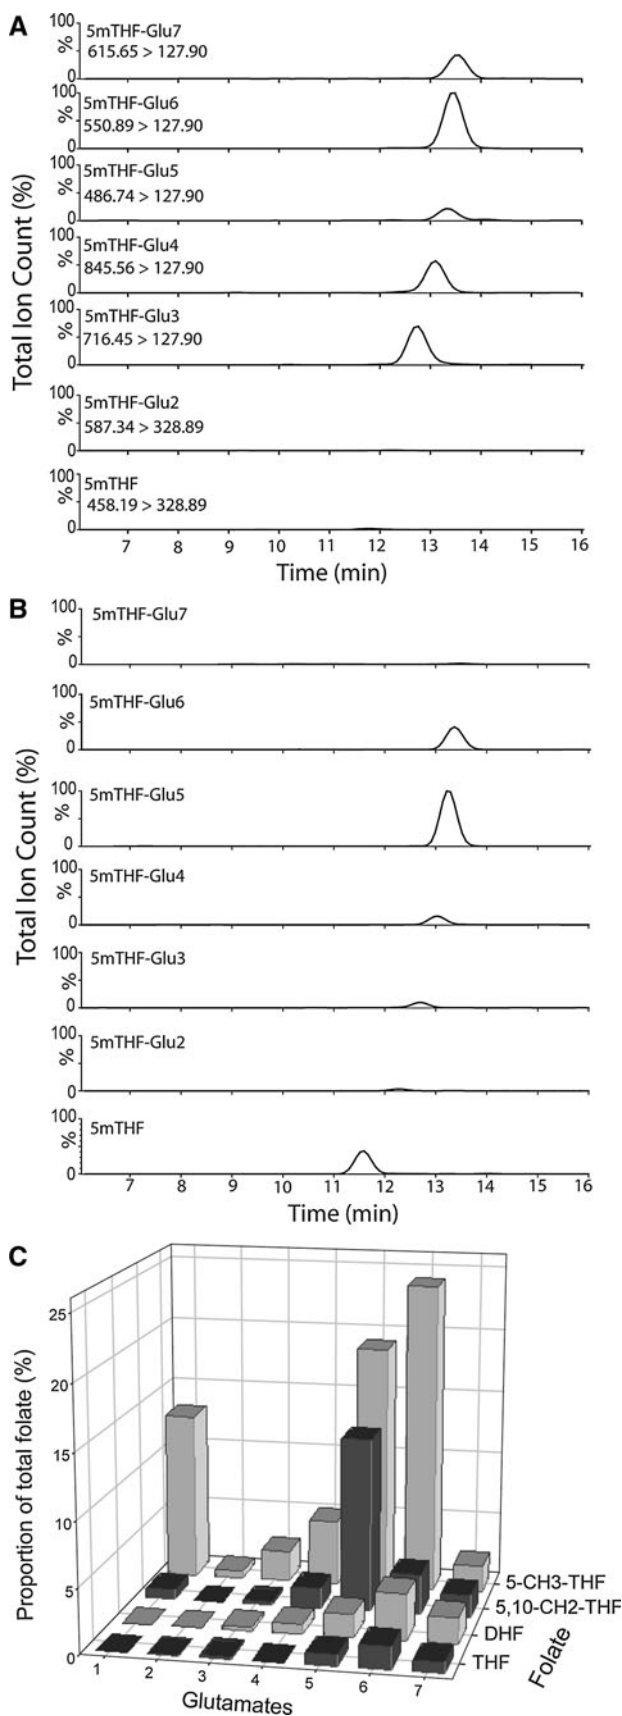 A
Total Ion Count (%)
100
%
0
5mTHF-Glu7
615.65 > 127.90
100
%
0
5mTHF-Glu6
550.89 > 127.90
100
%
0
5mTHF-Glu5
486.74 > 127.90
100
%
0
5mTHF-Glu4
845.56 > 127.90
100
%
0
5mTHF-Glu3
716.45 > 127.90
100
%
0
5mTHF-Glu2
587.34 > 328.89
100
%
0
5mTHF
458.19 > 328.89
7 8 9 10 11 12 13 14 15 16
Time (min)
B
Total Ion Count (%)
100
%
0
5mTHF-Glu7
100
%
0
5mTHF-Glu6
100
%
0
5mTHF-Glu5
100
%
0
5mTHF-Glu4
100
%
0
5mTHF-Glu3
100
%
0
5mTHF-Glu2
100
%
0
5mTHF
7 8 9 10 11 12 13 14 15 16
Time (min)
C
Proportion of total folate (%)
25
20
15
10
5
0
1 2 3 4 5 6 7
Glutamates
5-CH3-THF
5,10-CH2-THF
DHF
THF
Folate